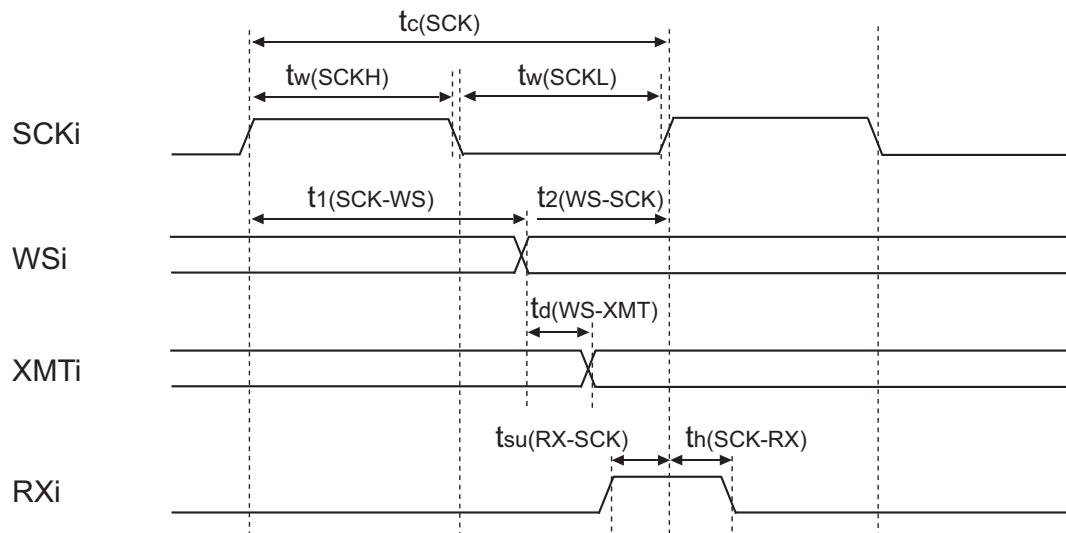 tc(SCK)
tw(SCKH) tw(SCKL)
SCKi
t1(SCK-WS) t2(WS-SCK)
WSi
td(WS-XMT)
XMTi
tsu(RX-SCK) th(SCK-RX)
RXi